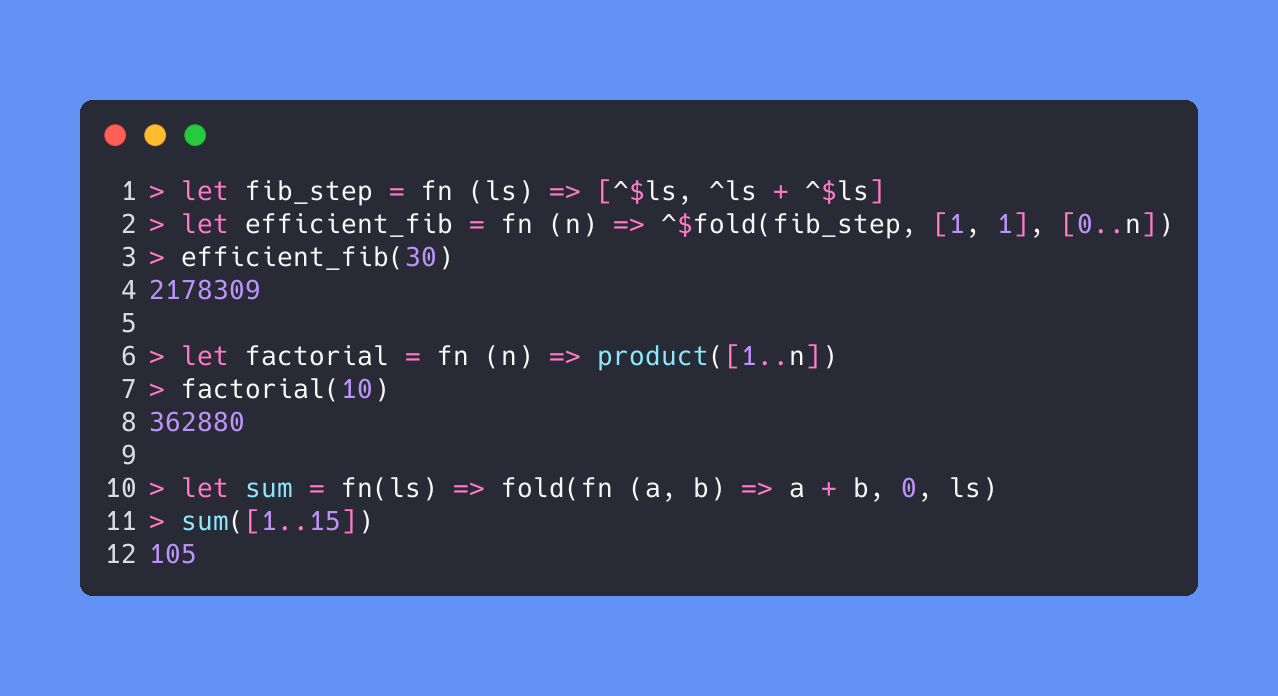 1 > let fib_step = fn (ls) => [^$ls, ^ls + ^$ls]
2 > let efficient_fib = fn (n) => ^$fold(fib_step, [1, 1], [0..n])
3 > efficient_fib(30)
4 2178309
5
6 > let factorial = fn (n) => product([1..n])
7 > factorial(10)
8 362880
9
10 > let sum = fn(ls) => fold(fn (a, b) => a + b, 0, ls)
11 > sum([1..15])
12 105